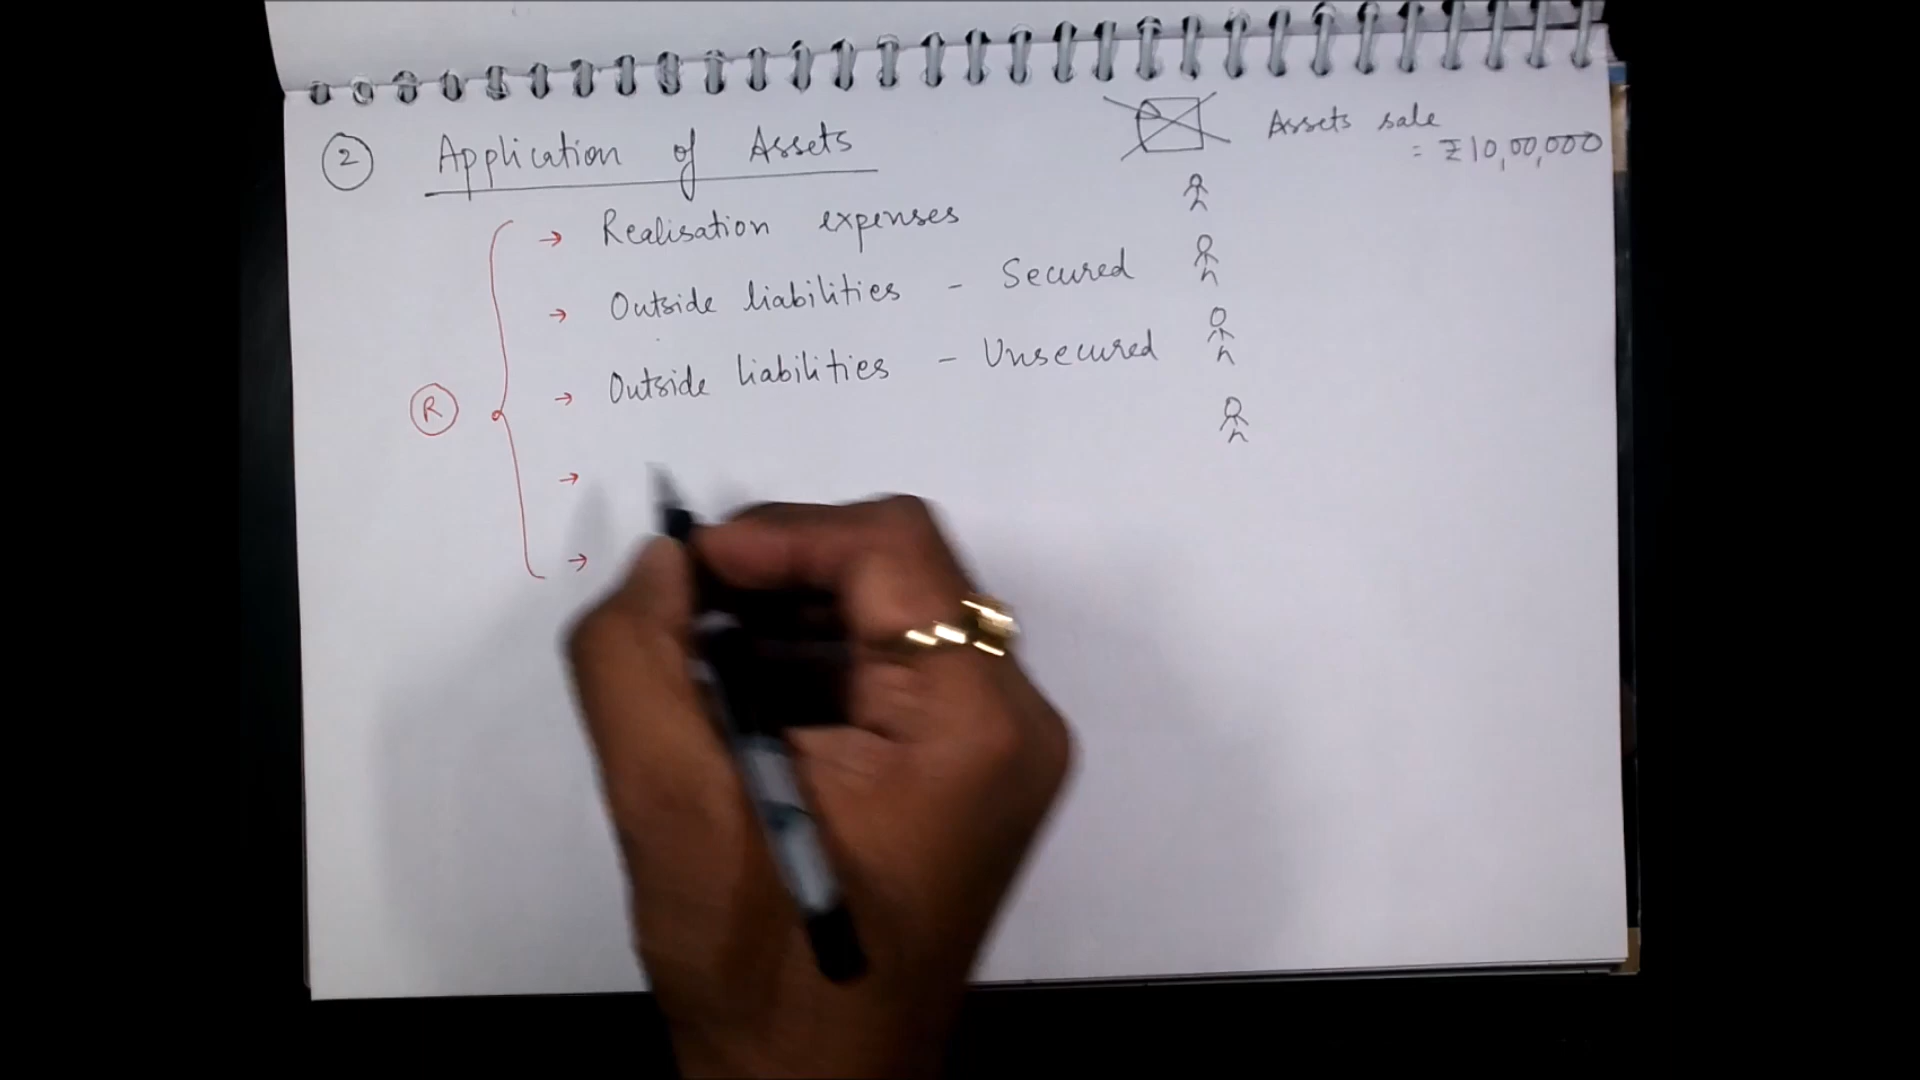 ② Application of Assets
Assets sale
= ₹10,00,000
→ Realisation expenses
→ Outside liabilities - Secured
→ Outside liabilities - Unsecured
Ⓡ
→
→